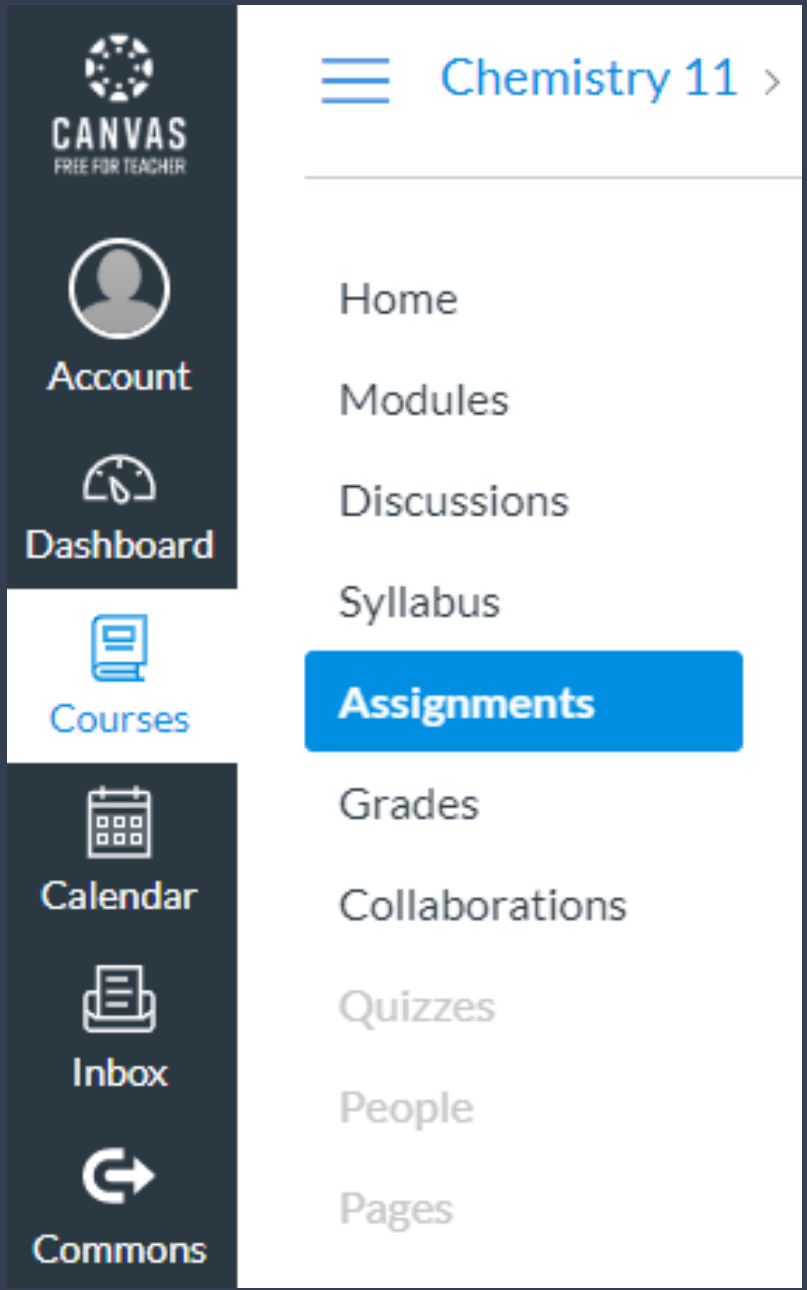 CANVAS
FREE FOR TEACHER
Account
Dashboard
Courses
Calendar
Inbox
Commons
Chemistry 11 >
Home
Modules
Discussions
Syllabus
Assignments
Grades
Collaborations
Quizzes
People
Pages